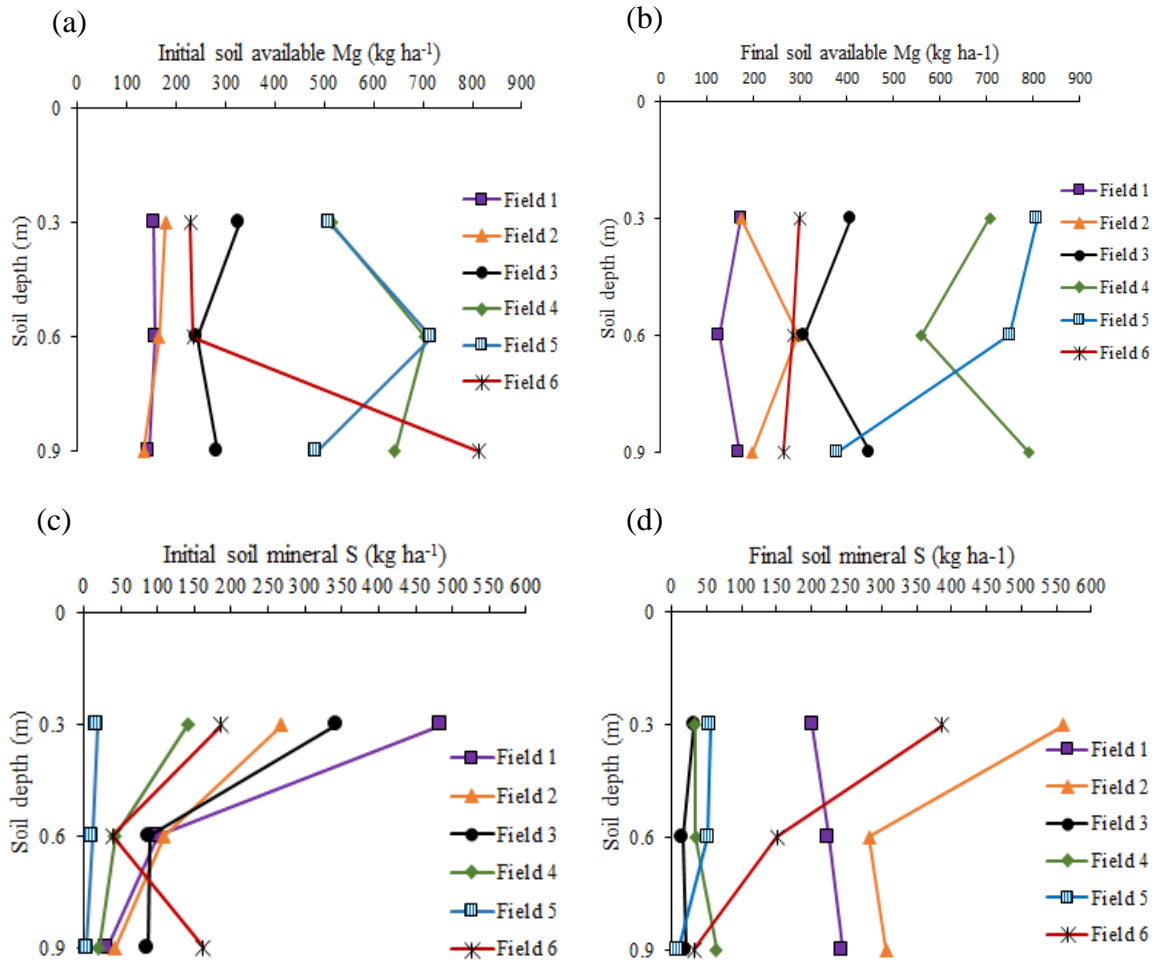 (a)
Initial soil available Mg (kg ha⁻¹)
0 100 200 300 400 500 600 700 800 900
0
0.3
0.6
0.9
Soil depth (m)
Field 1
Field 2
Field 3
Field 4
Field 5
Field 6
(b)
Final soil available Mg (kg ha-1)
0 100 200 300 400 500 600 700 800 900
0
0.3
0.6
0.9
Soil depth (m)
Field 1
Field 2
Field 3
Field 4
Field 5
Field 6
(c)
Initial soil mineral S (kg ha⁻¹)
0 50 100 150 200 250 300 350 400 450 500 550 600
0
0.3
0.6
0.9
Soil depth (m)
Field 1
Field 2
Field 3
Field 4
Field 5
Field 6
(d)
Final soil mineral S (kg ha-1)
0 50 100 150 200 250 300 350 400 450 500 560 600
0
0.3
0.6
0.9
Soil depth (m)
Field 1
Field 2
Field 3
Field 4
Field 5
Field 6